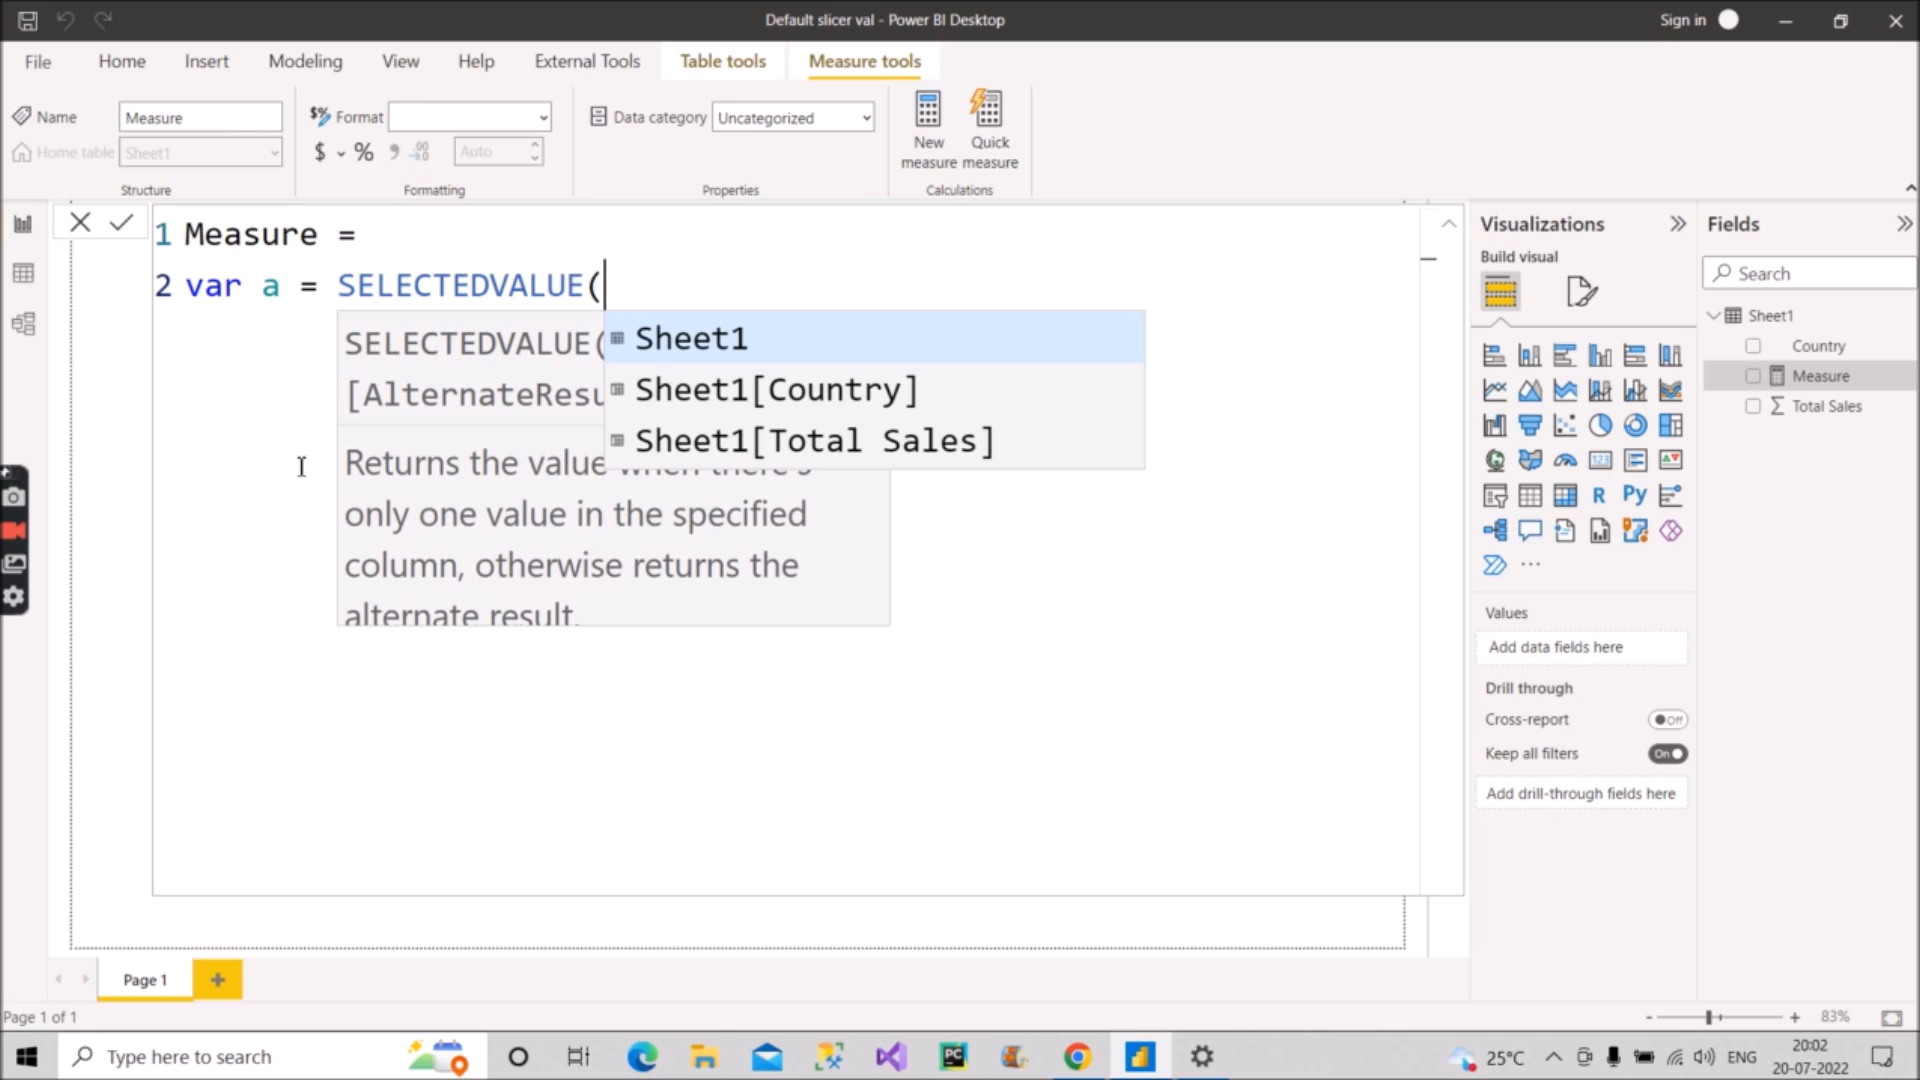 Default slicer val - Power BI Desktop
Sign in
File Home Insert Modeling View Help External Tools Table tools Measure tools
Name Measure
Home table Sheet1
Structure
Format
$ % Auto
Formatting
Data category Uncategorized
Properties
New measure
Quick measure
Calculations
1 Measure =
2 var a = SELECTEDVALUE(
SELECTEDVALUE(
[AlternateResu
Returns the value when there's
only one value in the specified
column, otherwise returns the
alternate result.
Sheet1
Sheet1[Country]
Sheet1[Total Sales]
Visualizations
Build visual
R Py
123
...
Values
Add data fields here
Drill through
Cross-report Off
Keep all filters On
Add drill-through fields here
Fields
Search
Sheet1
Country
Measure
Total Sales
Page 1
Page 1 of 1
- + 83%
Type here to search
PC
25°C
ENG
20:02
20-07-2022